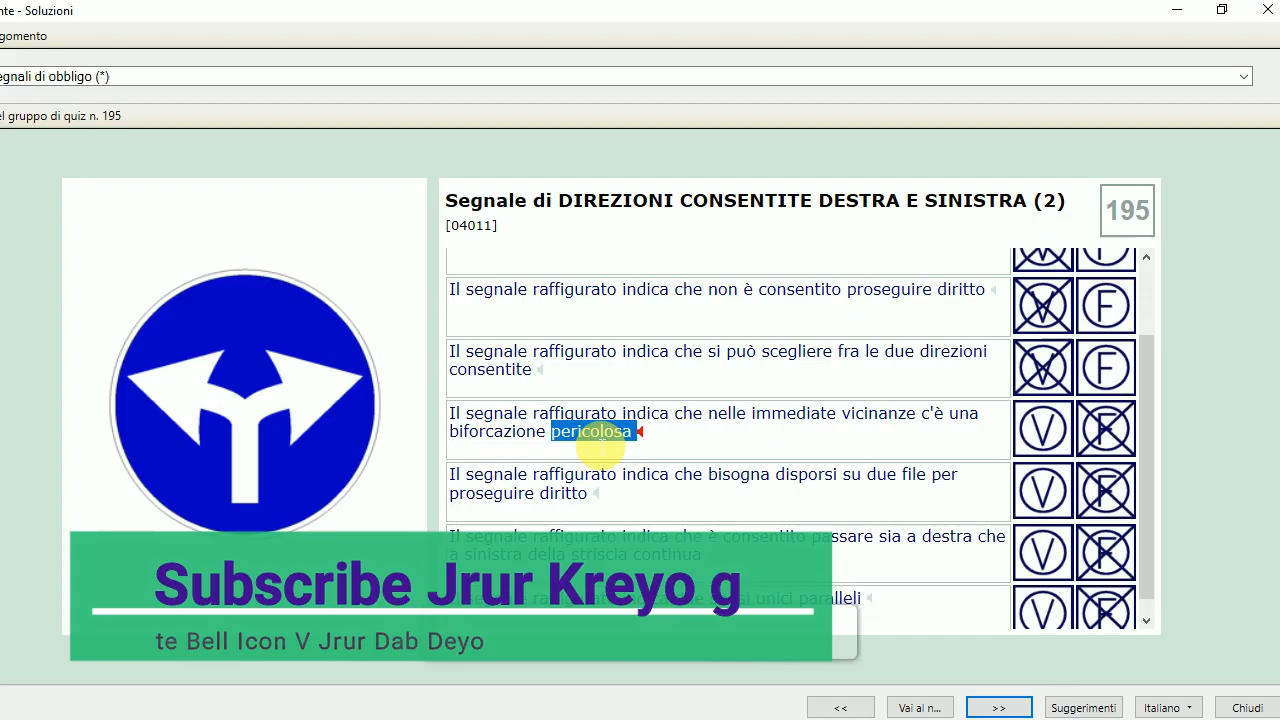 nte - Soluzioni
gomento
egnali di obbligo (*)
el gruppo di quiz n. 195
Segnale di DIREZIONI CONSENTITE DESTRA E SINISTRA (2)
195
[04011]
V F
Il segnale raffigurato indica che non è consentito proseguire diritto
V F
Il segnale raffigurato indica che si può scegliere fra le due direzioni
consentite
V F
Il segnale raffigurato indica che nelle immediate vicinanze c'è una
biforcazione pericolosa
V F
Il segnale raffigurato indica che bisogna disporsi su due file per
proseguire diritto
V F
Il segnale raffigurato indica che è consentito passare sia a destra che
a sinistra della striscia continua
V F
unici paralleli
V F
Subscribe Jrur Kreyo g
te Bell Icon V Jrur Dab Deyo
<<
Vai al n...
>>
Suggerimenti
Italiano
Chiudi